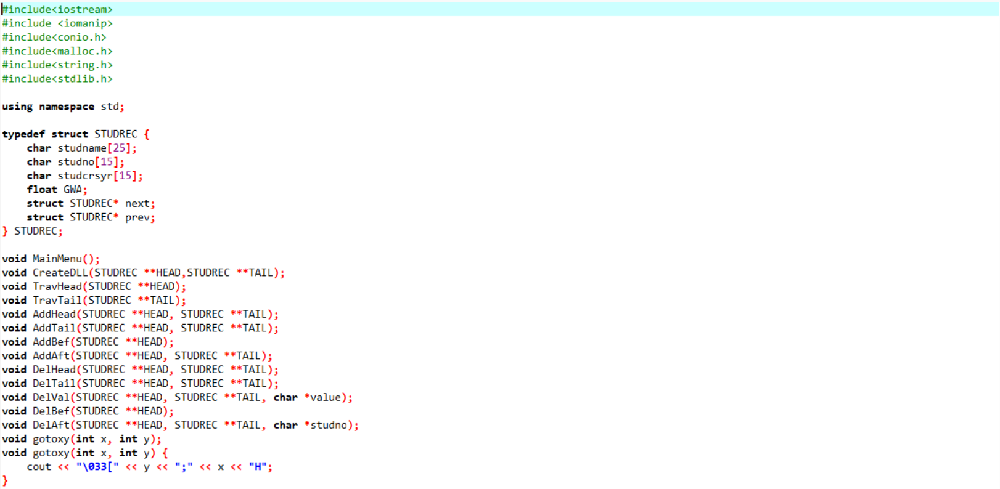 #include<iostream>
#include <iomanip>
#include<conio.h>
#include<malloc.h>
#include<string.h>
#include<stdlib.h>

using namespace std;

typedef struct STUDREC {
    char studname[25];
    char studno[15];
    char studcrsyr[15];
    float GWA;
    struct STUDREC* next;
    struct STUDREC* prev;
} STUDREC;

void MainMenu();
void CreateDLL(STUDREC **HEAD,STUDREC **TAIL);
void TravHead(STUDREC **HEAD);
void TravTail(STUDREC **TAIL);
void AddHead(STUDREC **HEAD, STUDREC **TAIL);
void AddTail(STUDREC **HEAD, STUDREC **TAIL);
void AddBef(STUDREC **HEAD);
void AddAft(STUDREC **HEAD, STUDREC **TAIL);
void DelHead(STUDREC **HEAD, STUDREC **TAIL);
void DelTail(STUDREC **HEAD, STUDREC **TAIL);
void DelVal(STUDREC **HEAD, STUDREC **TAIL, char *value);
void DelBef(STUDREC **HEAD);
void DelAft(STUDREC **HEAD, STUDREC **TAIL, char *studno);
void gotoxy(int x, int y);
void gotoxy(int x, int y) {
    cout << "\033[" << y << ";" << x << "H";
}